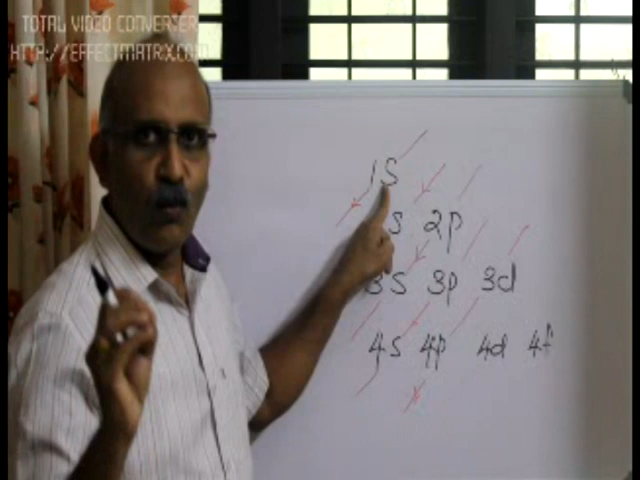 TOTAL VIDEO CONVERTER
HTTP://EFFECTMATRIX.COM
1S
S 2p
3S 3p 3d
4S 4p 4d 4f